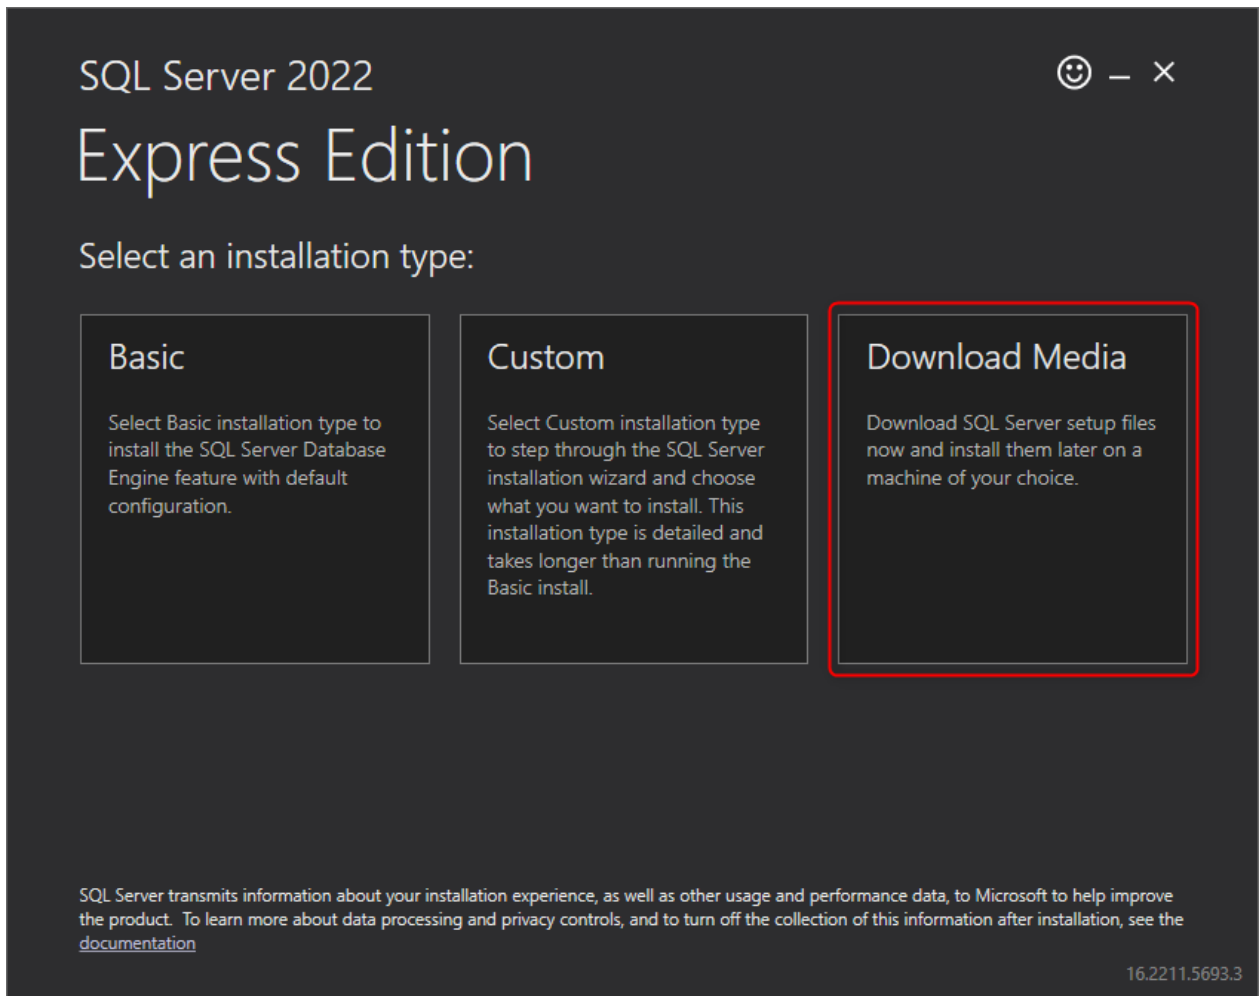 SQL Server 2022
Express Edition
Select an installation type:
Basic
Select Basic installation type to
install the SQL Server Database
Engine feature with default
configuration.
Custom
Select Custom installation type
to step through the SQL Server
installation wizard and choose
what you want to install. This
installation type is detailed and
takes longer than running the
Basic install.
Download Media
Download SQL Server setup files
now and install them later on a
machine of your choice.
SQL Server transmits information about your installation experience, as well as other usage and performance data, to Microsoft to help improve
the product.  To learn more about data processing and privacy controls, and to turn off the collection of this information after installation, see the
documentation
16.2211.5693.3